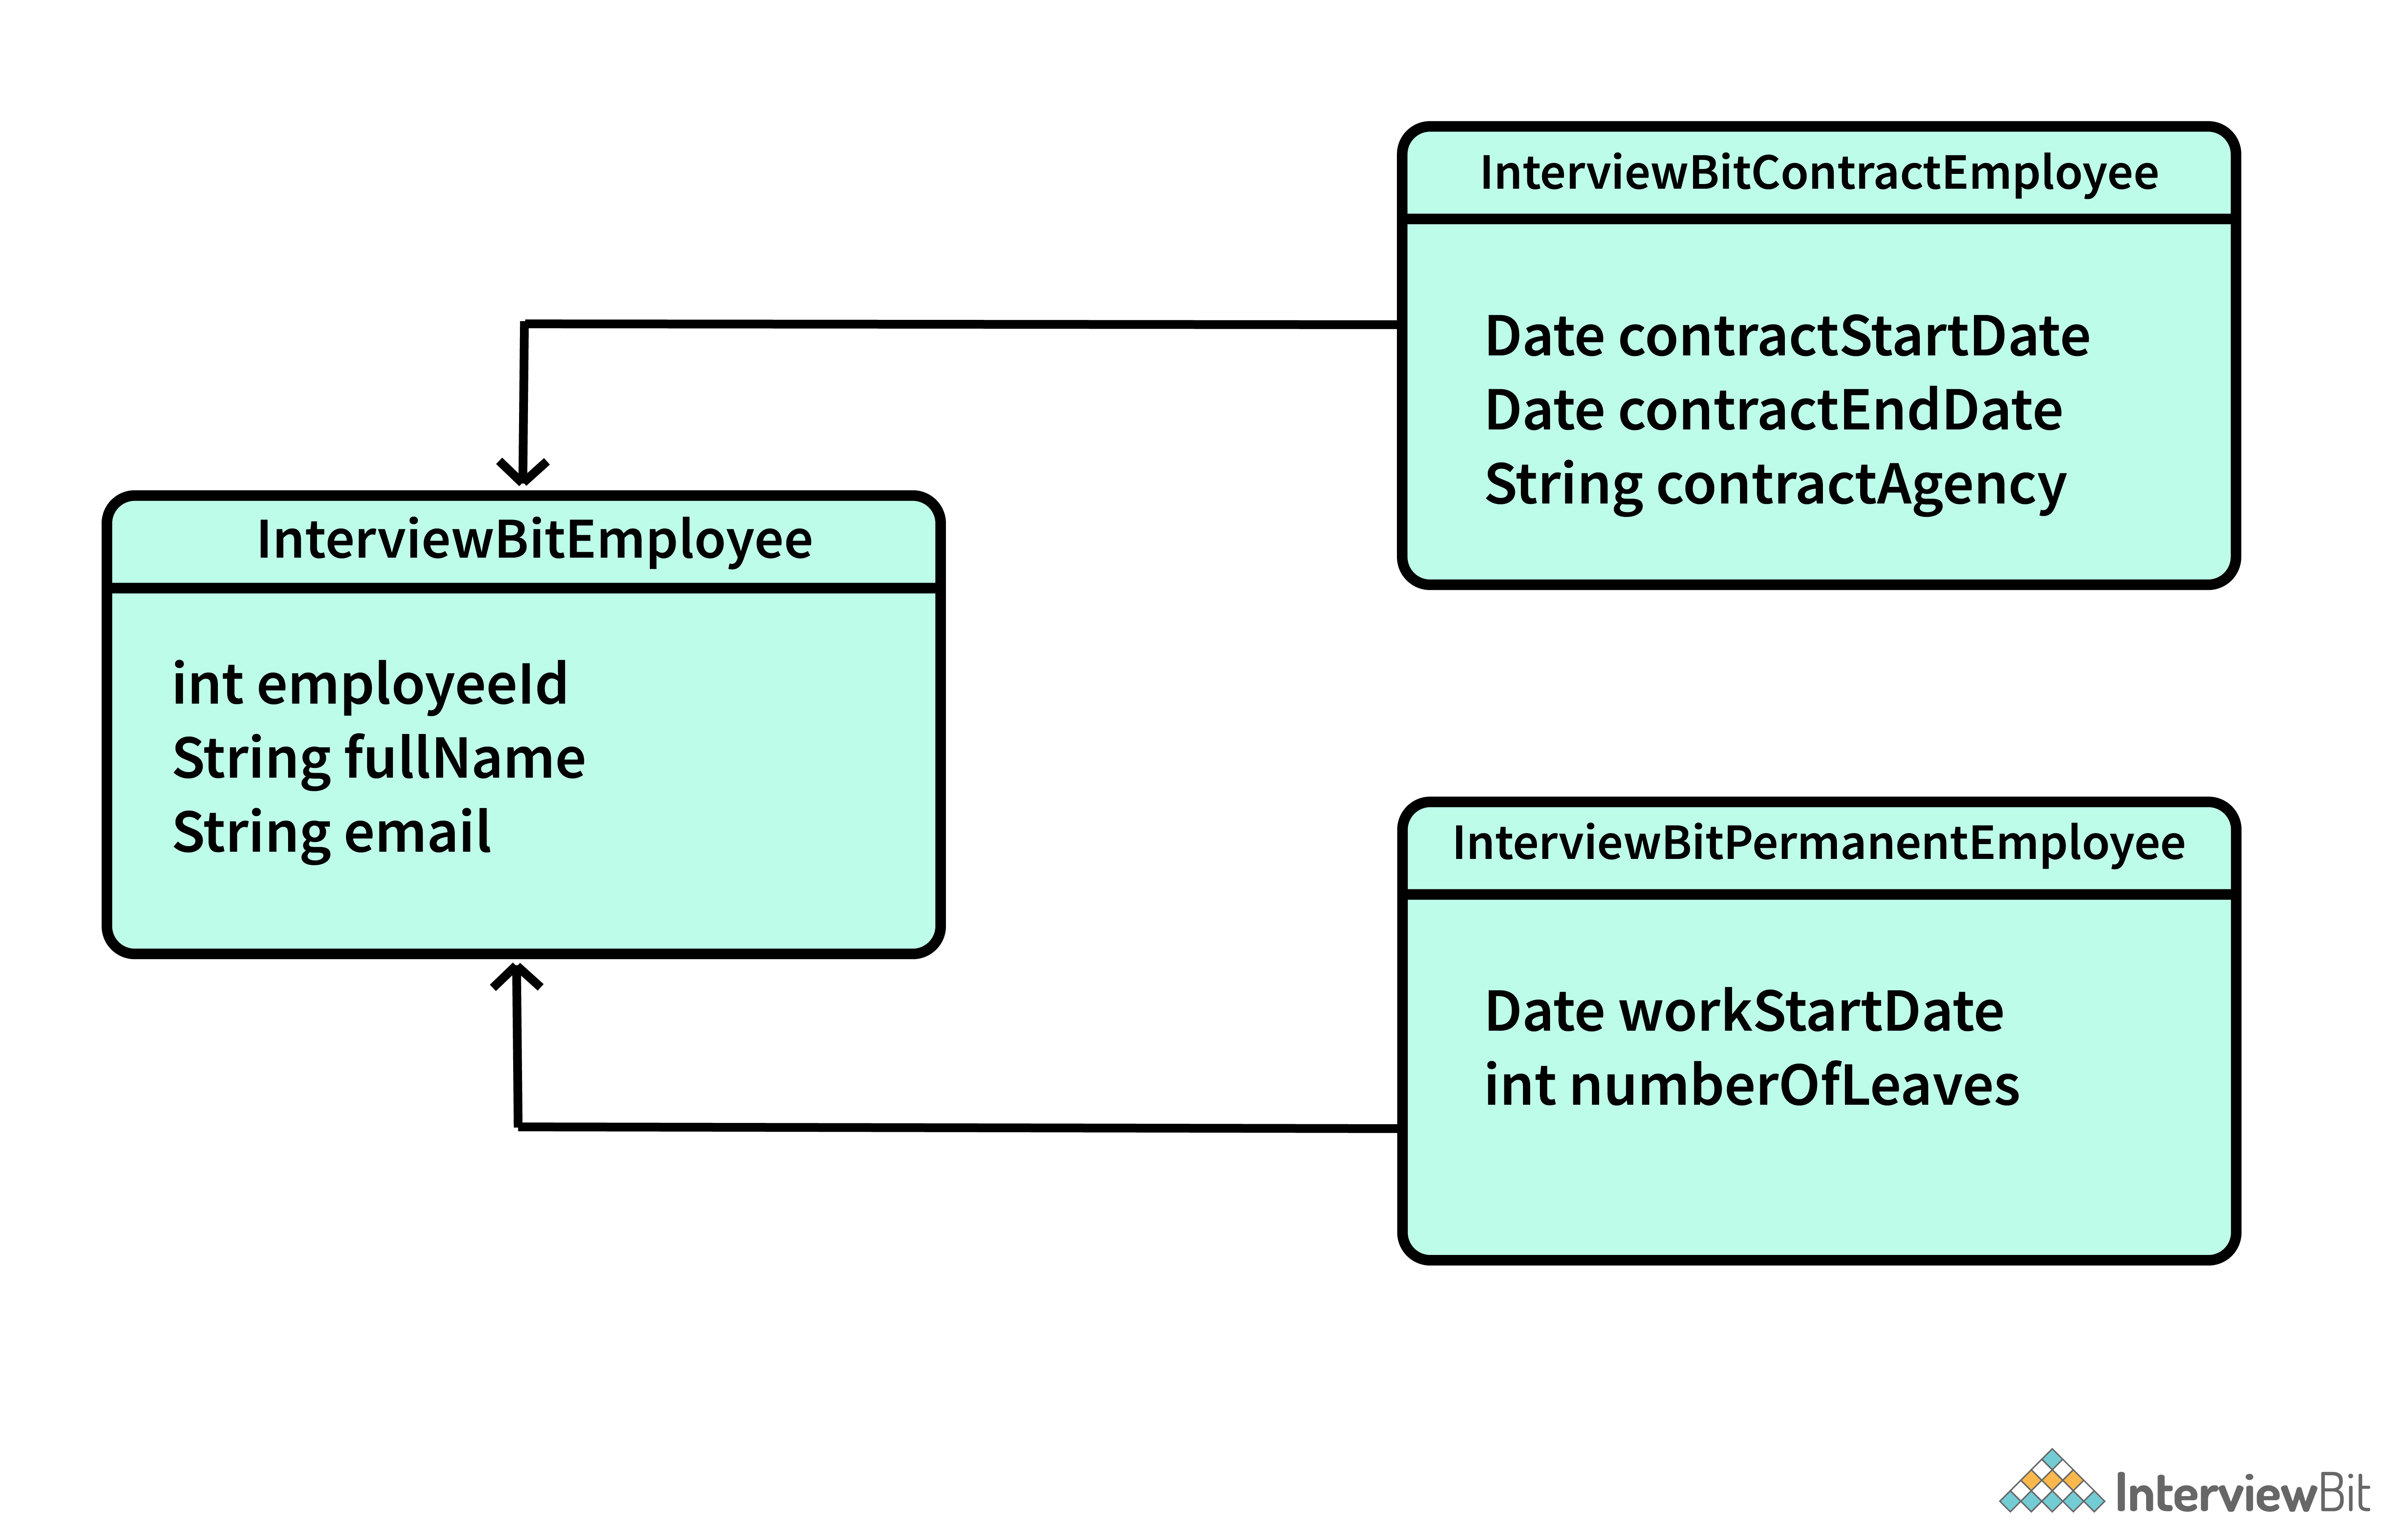 InterviewBitContractEmployee
Date contractStartDate
Date contractEndDate
String contractAgency
InterviewBitEmployee
int employeeId
String fullName
String email
InterviewBitPermanentEmployee
Date workStartDate
int numberOfLeaves
InterviewBit